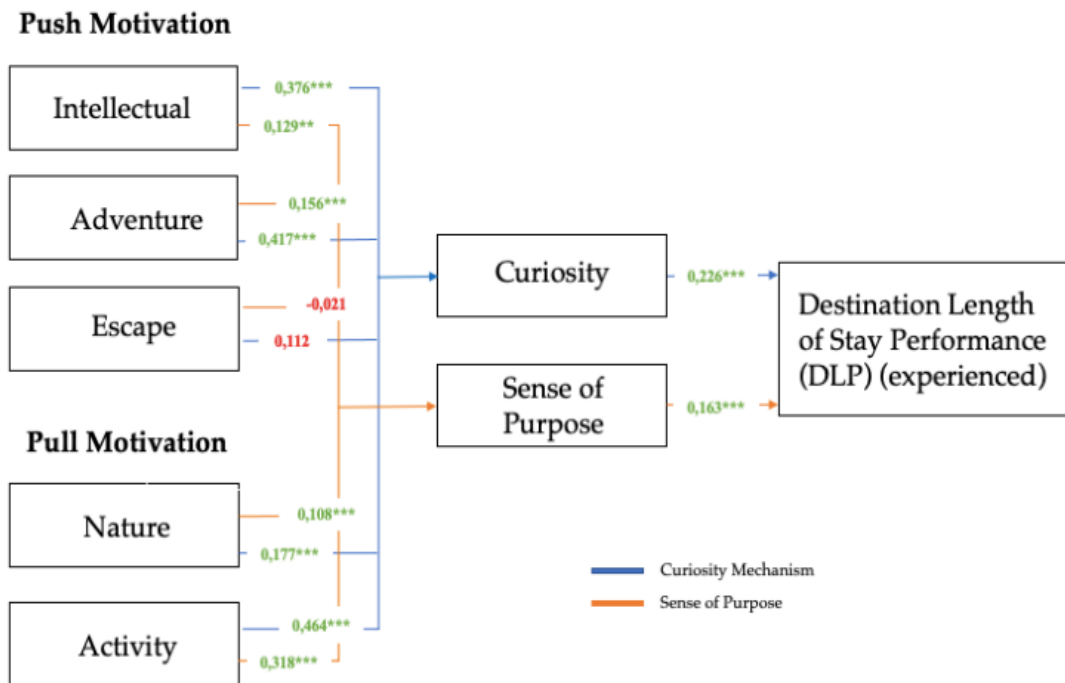 Push Motivation
Intellectual
0,376***
0,129**
Adventure
0,156***
0,417***
Escape
-0,021
0,112
Pull Motivation
Nature
0,108***
0,177***
Activity
0,464***
0,318***
Curiosity
0,226***
Sense of
Purpose
0,163***
Destination Length
of Stay Performance
(DLP) (experienced)
Curiosity Mechanism
Sense of Purpose